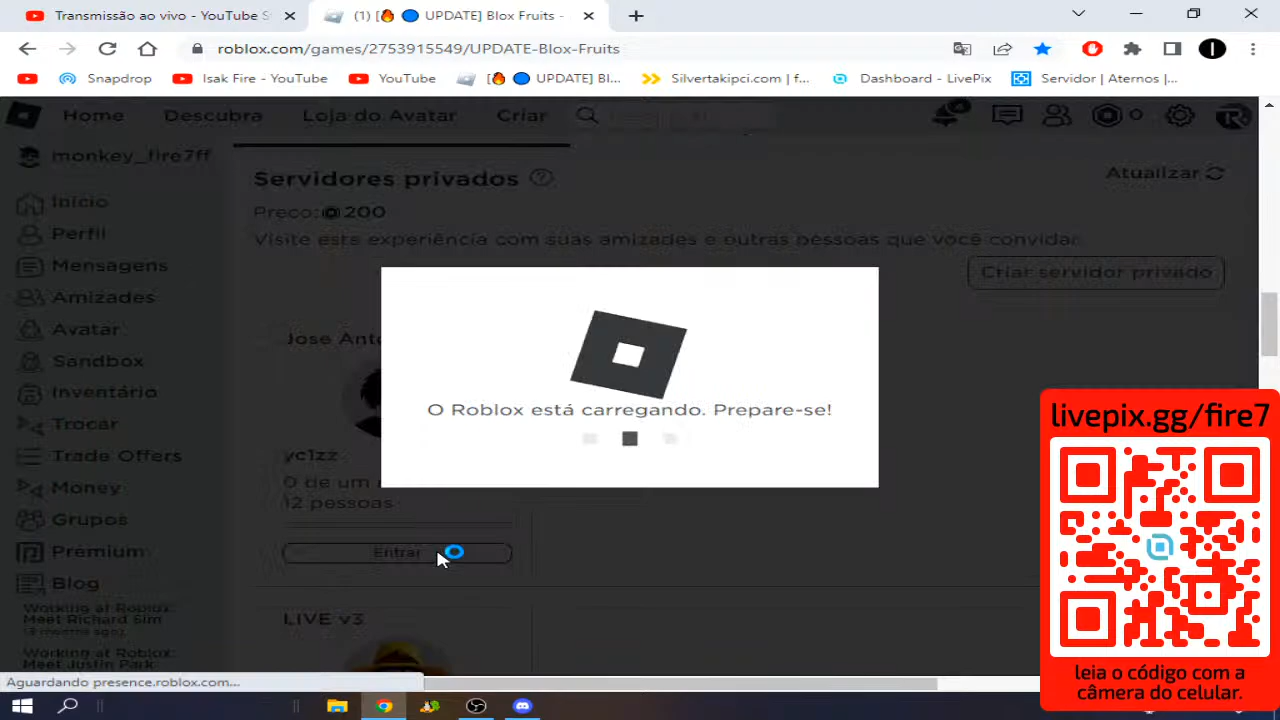 Transmissão ao vivo - YouTube S
(1) [🔥 🔵 UPDATE] Blox Fruits -
roblox.com/games/2753915549/UPDATE-Blox-Fruits
Snapdrop
Isak Fire - YouTube
YouTube
[🔥 🔵 UPDATE] Bl...
Silvertakipci.com | f...
Dashboard - LivePix
Servidor | Aternos |...
Home
Descubra
Loja do Avatar
Criar
0
monkey_fire7ff
Início
Perfil
Mensagens
Amizades
Avatar
Sandbox
Inventário
Trocar
Trade Offers
Money
Grupos
Premium
Blog
Working at Roblox:
Meet Richard Sim
Working at Roblox:
Meet Justin Park
Servidores privados
Atualizar
Preço: 200
Visite esta experiência com suas amizades e outras pessoas que você convidar.
Criar servidor privado
Jose Anto
yc1zz
0 de um
12 pessoas
Entrar
LIVE v3
O Roblox está carregando. Prepare-se!
livepix.gg/fire7
leia o código com a
câmera do celular.
Aguardando presence.roblox.com...